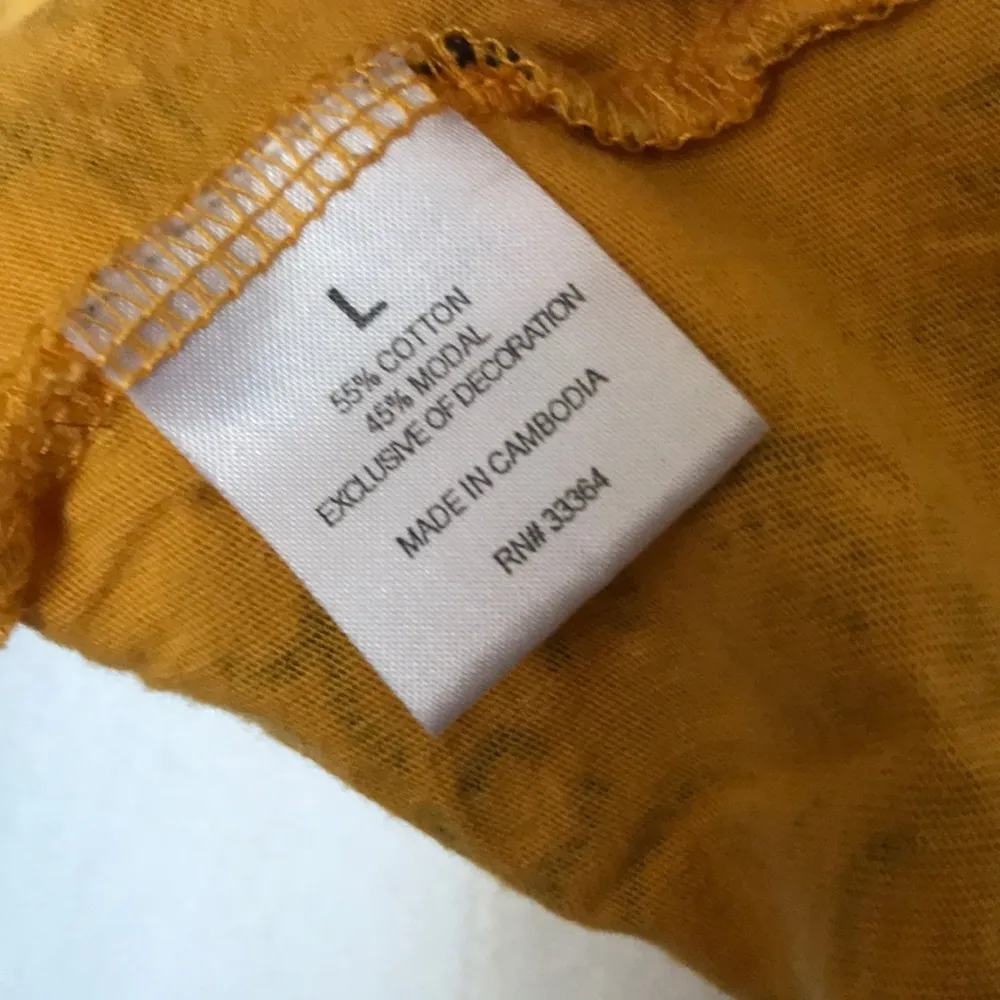 L
55% COTTON
45% MODAL
EXCLUSIVE OF DECORATION
MADE IN CAMBODIA
RN# 33364